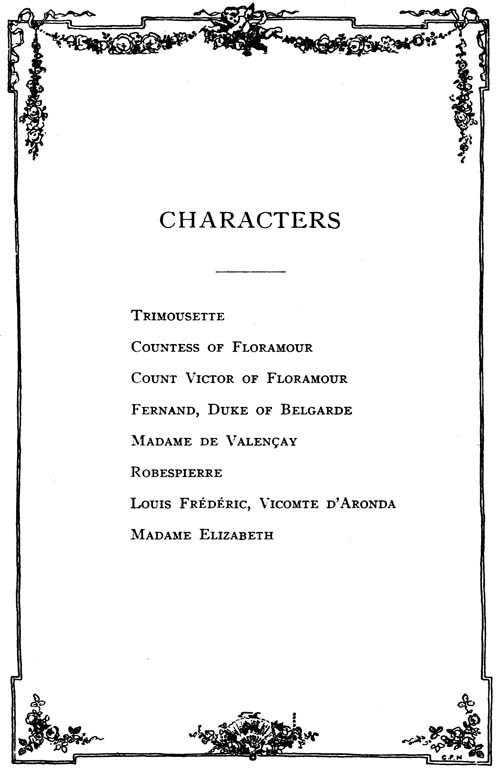 CHARACTERS
TRIMOUSETTE
COUNTESS OF FLORAMOUR
COUNT VICTOR OF FLORAMOUR
FERNAND, DUKE OF BELGARDE
MADAME DE VALENÇAY
ROBESPIERRE
LOUIS FRÉDÉRIC, VICOMTE D'ARONDA
MADAME ELIZABETH
C.F.N